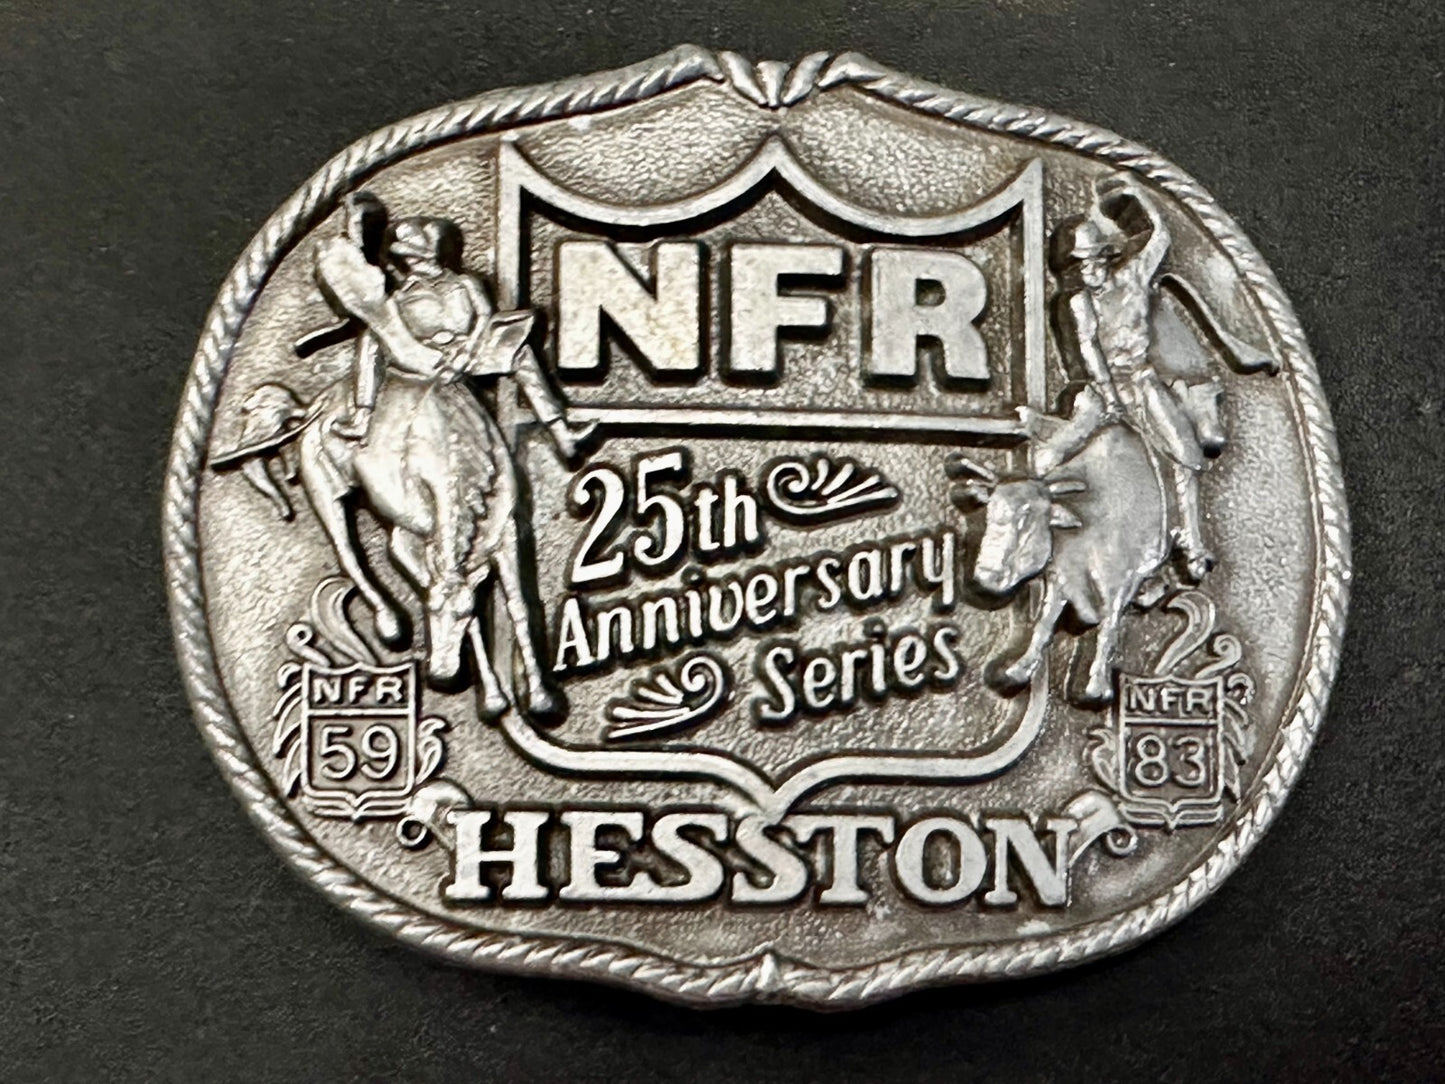 NFR
25th
Anniversary
Series
NFR
59
NFR
83
HESSTON